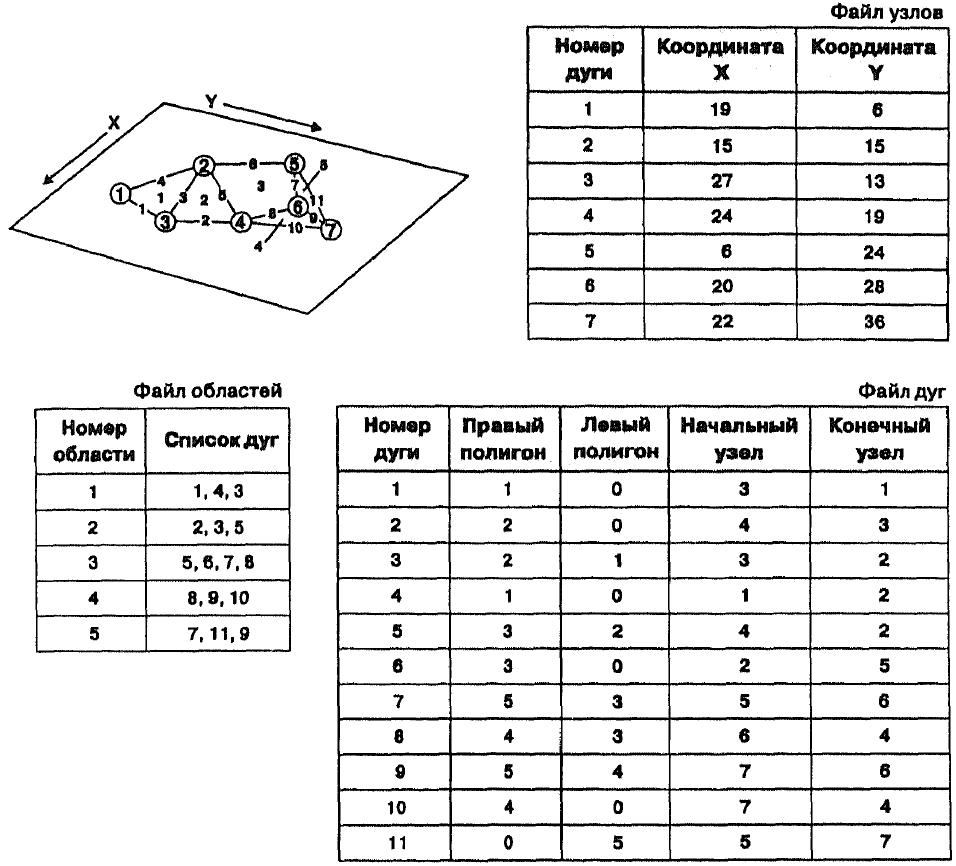 Файл узлов
Номер дуги Координата X Координата Y
1 19 6
2 15 15
3 27 13
4 24 19
5 6 24
6 20 28
7 22 36
Y
X
2 6 5 5
4 3 7
1 1 3 2 5 11
1 8 6 9
3 2 4 10 7
4
Файл областей
Номер области Список дуг
1 1, 4, 3
2 2, 3, 5
3 5, 6, 7, 8
4 8, 9, 10
5 7, 11, 9
Файл дуг
Номер дуги Правый полигон Левый полигон Начальный узел Конечный узел
1 1 0 3 1
2 2 0 4 3
3 2 1 3 2
4 1 0 1 2
5 3 2 4 2
6 3 0 2 5
7 5 3 5 6
8 4 3 6 4
9 5 4 7 6
10 4 0 7 4
11 0 5 5 7